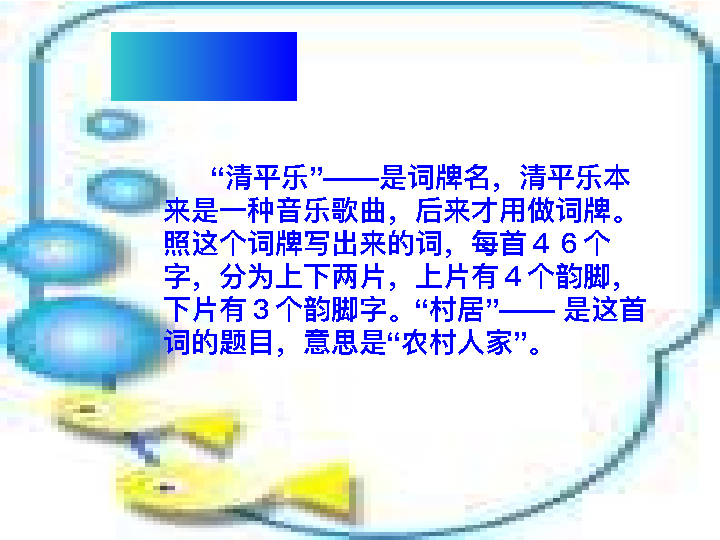 “清平乐”——是词牌名，清平乐本
来是一种音乐歌曲，后来才用做词牌。
照这个词牌写出来的词，每首４６个
字，分为上下两片，上片有４个韵脚，
下片有３个韵脚字。“村居”—— 是这首
词的题目，意思是“农村人家”。